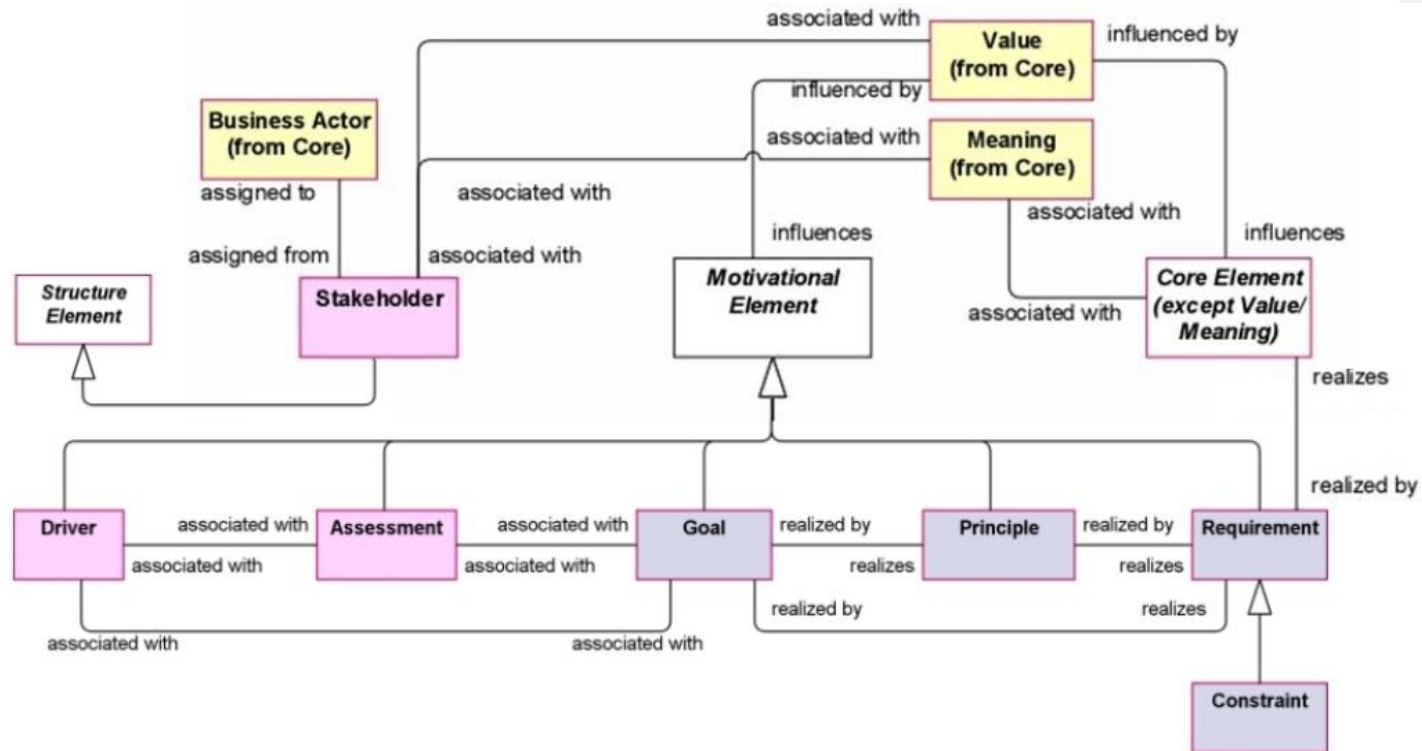 associated with
Value
(from Core)
influenced by
influenced by
Business Actor
(from Core)
associated with
Meaning
(from Core)
assigned to
associated with
associated with
influences
influences
assigned from
associated with
Structure
Element
Stakeholder
Motivational
Element
Core Element
(except Value/
Meaning)
associated with
realizes
realized by
Driver
associated with
associated with
Assessment
associated with
associated with
Goal
realized by
realizes
Principle
realized by
realizes
Requirement
realized by
realizes
associated with
associated with
Constraint